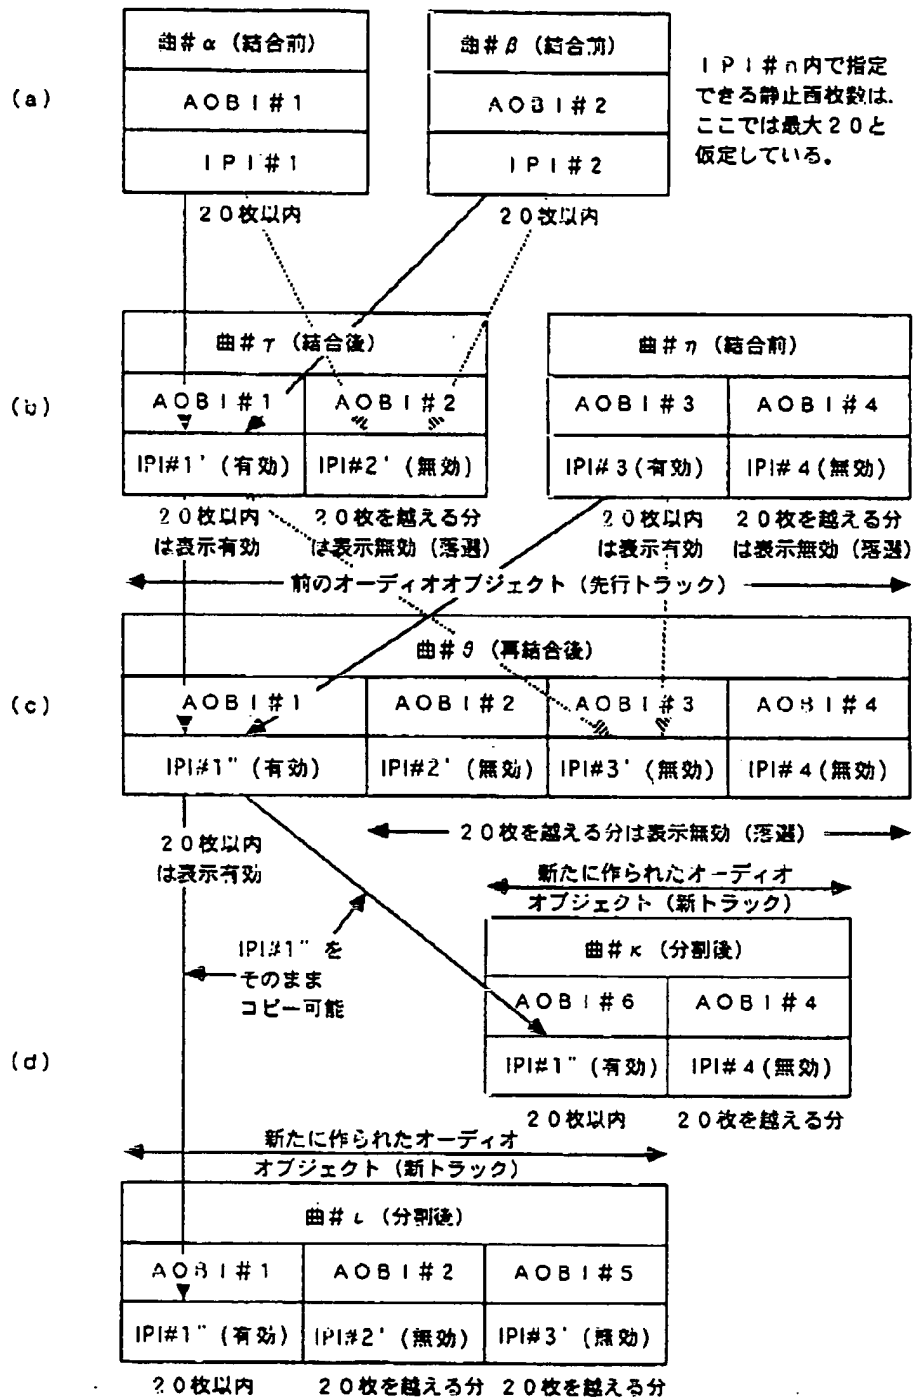 (a)
曲#α (結合前)
AOBI#1
IPI#1
20枚以内
曲#β (結合前)
AOBI#2
IPI#2
20枚以内
IPI#n内で指定
できる静止画枚数は、
ここでは最大20と
仮定している。
(b)
曲#γ (結合後)
AOBI#1 AOBI#2
IPI#1' (有効) IPI#2' (無効)
20枚以内 20枚を越える分
は表示有効 は表示無効 (落選)
曲#η (結合前)
AOBI#3 AOBI#4
IPI#3 (有効) IPI#4 (無効)
20枚以内 20枚を越える分
は表示有効 は表示無効 (落選)
前のオーディオオブジェクト (先行トラック)
(c)
曲#θ (再結合後)
AOBI#1 AOBI#2 AOBI#3 AOBI#4
IPI#1" (有効) IPI#2' (無効) IPI#3' (無効) IPI#4 (無効)
20枚以内
は表示有効
20枚を越える分は表示無効 (落選)
IPI#1" を
そのまま
コピー可能
(d)
新たに作られたオーディオ
オブジェクト (新トラック)
曲#κ (分割後)
AOBI#6 AOBI#4
IPI#1" (有効) IPI#4 (無効)
20枚以内 20枚を越える分
新たに作られたオーディオ
オブジェクト (新トラック)
曲#ι (分割後)
AOBI#1 AOBI#2 AOBI#5
IPI#1" (有効) IPI#2' (無効) IPI#3' (無効)
20枚以内 20枚を越える分 20枚を越える分